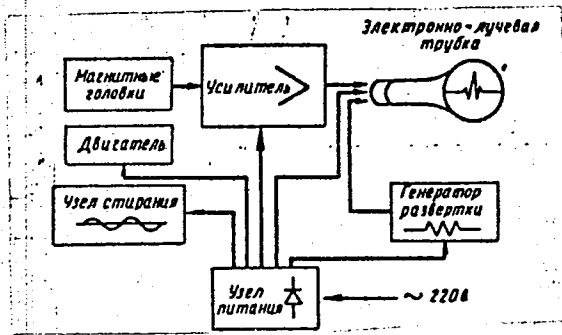 Электронно-лучевая
трубка
Магнитные
головки
Усилитель
Двигатель
Узел стирания
Генератор
развертки
Узел
питания
~ 220в